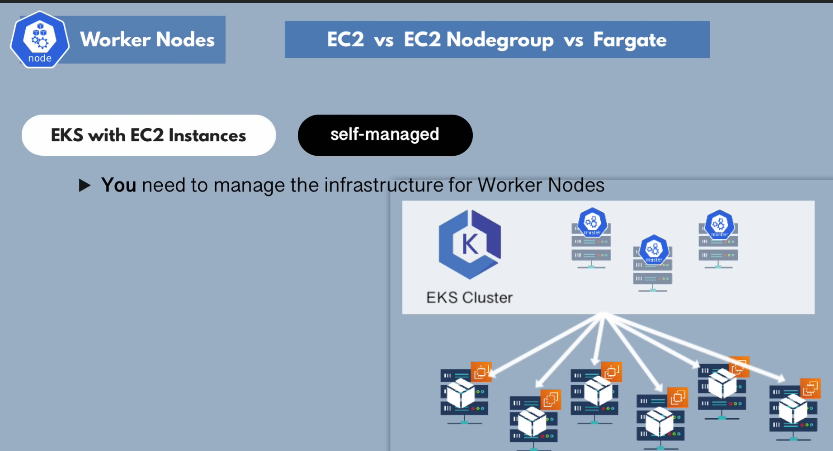 Worker Nodes
EC2 vs EC2 Nodegroup vs Fargate
node
EKS with EC2 Instances
self-managed
You need to manage the infrastructure for Worker Nodes
K
EKS Cluster